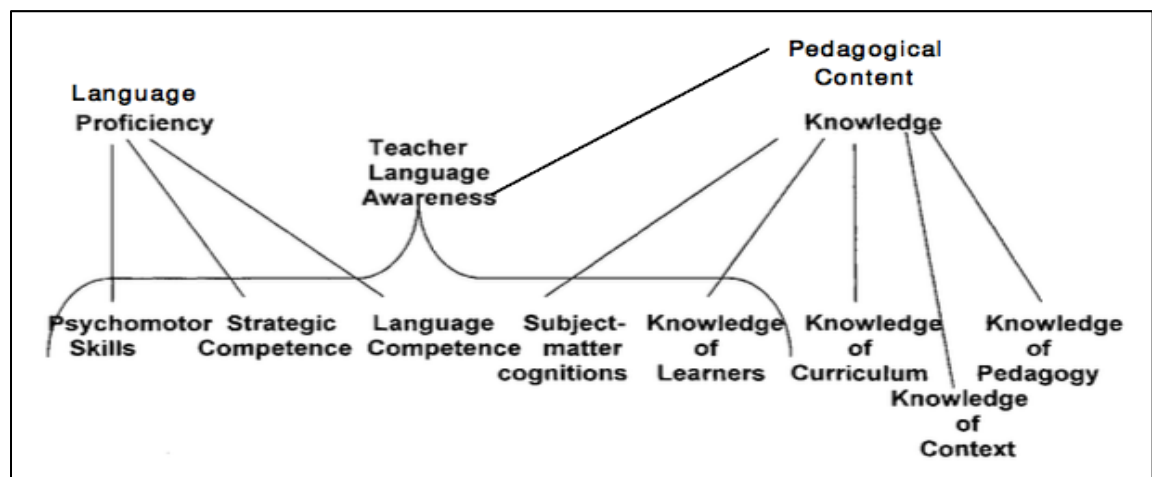 Language
Proficiency
Teacher
Language
Awareness
Pedagogical
Content
Knowledge
Psychomotor
Skills
Strategic
Competence
Language
Competence
Subject-
matter
cognitions
Knowledge
of
Learners
Knowledge
of
Curriculum
Knowledge
of
Context
Knowledge
of
Pedagogy